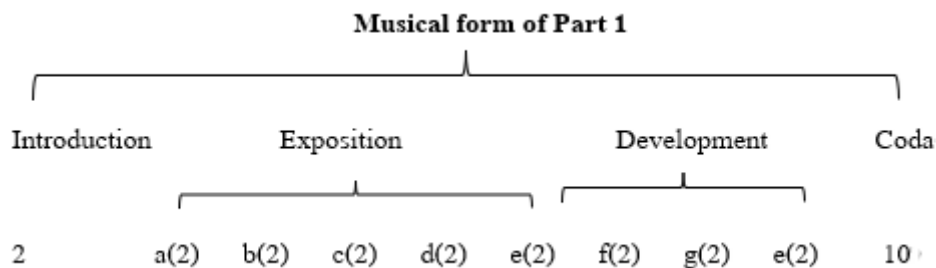 Musical form of Part 1
Introduction Exposition Development Coda
2 a(2) b(2) c(2) d(2) e(2) f(2) g(2) e(2) 10